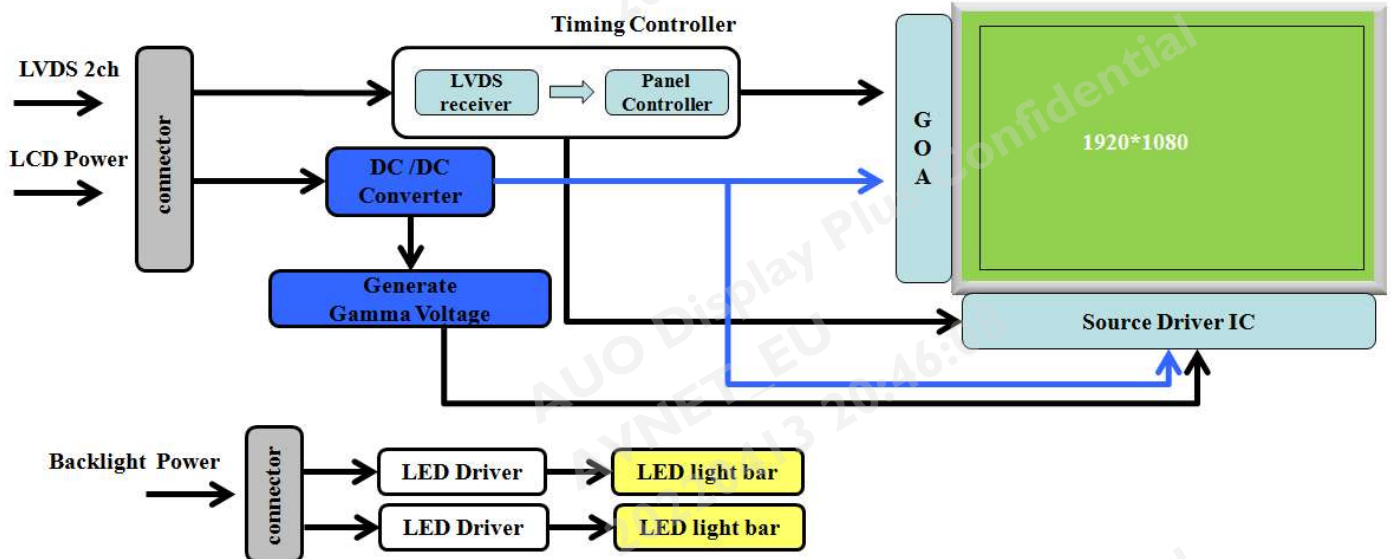 Timing Controller
LVDS 2ch
LCD Power
connector
LVDS
receiver
Panel
Controller
DC /DC
Converter
Generate
Gamma Voltage
G
O
A
1920*1080
Source Driver IC
Backlight Power
connector
LED Driver
LED light bar
LED Driver
LED light bar
AUO Display Plus Confidential
AYNET_EU